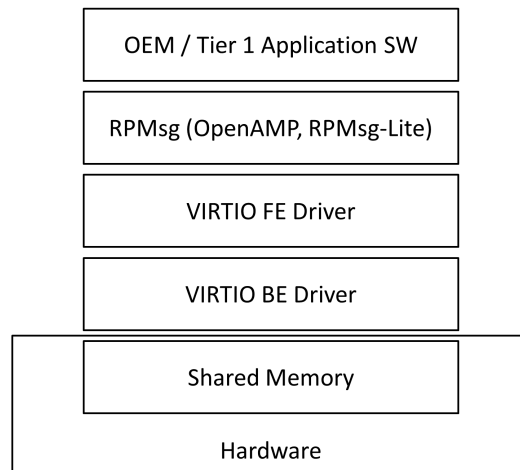 OEM / Tier 1 Application SW
RPMsg (OpenAMP, RPMsg-Lite)
VIRTIO FE Driver
VIRTIO BE Driver
Shared Memory
Hardware